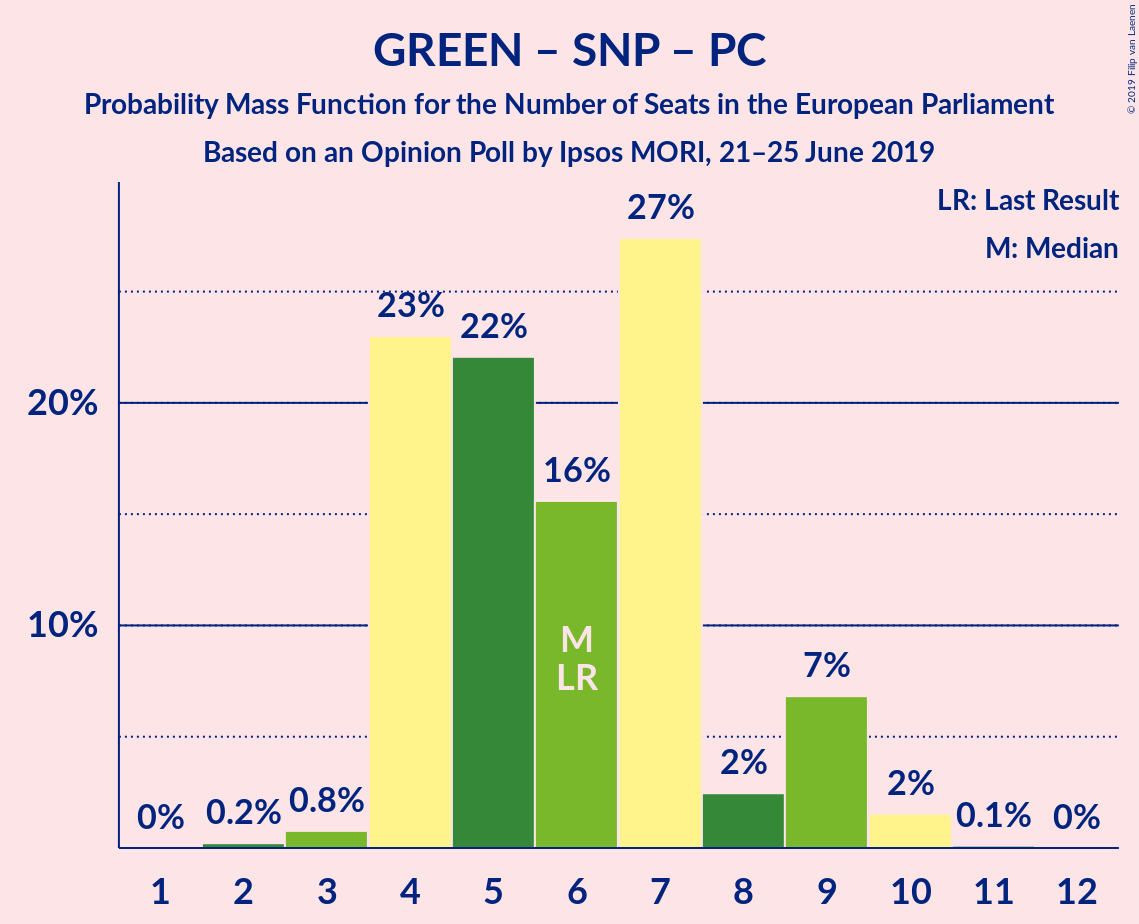 GREEN – SNP – PC
Probability Mass Function for the Number of Seats in the European Parliament
Based on an Opinion Poll by Ipsos MORI, 21–25 June 2019
© 2019 Filip van Laenen
LR: Last Result
M: Median
27%
23%
22%
20%
16%
10%
M
LR
7%
2%
2%
0.8%
0.2%
0.1%
0%
0%
1 2 3 4 5 6 7 8 9 10 11 12